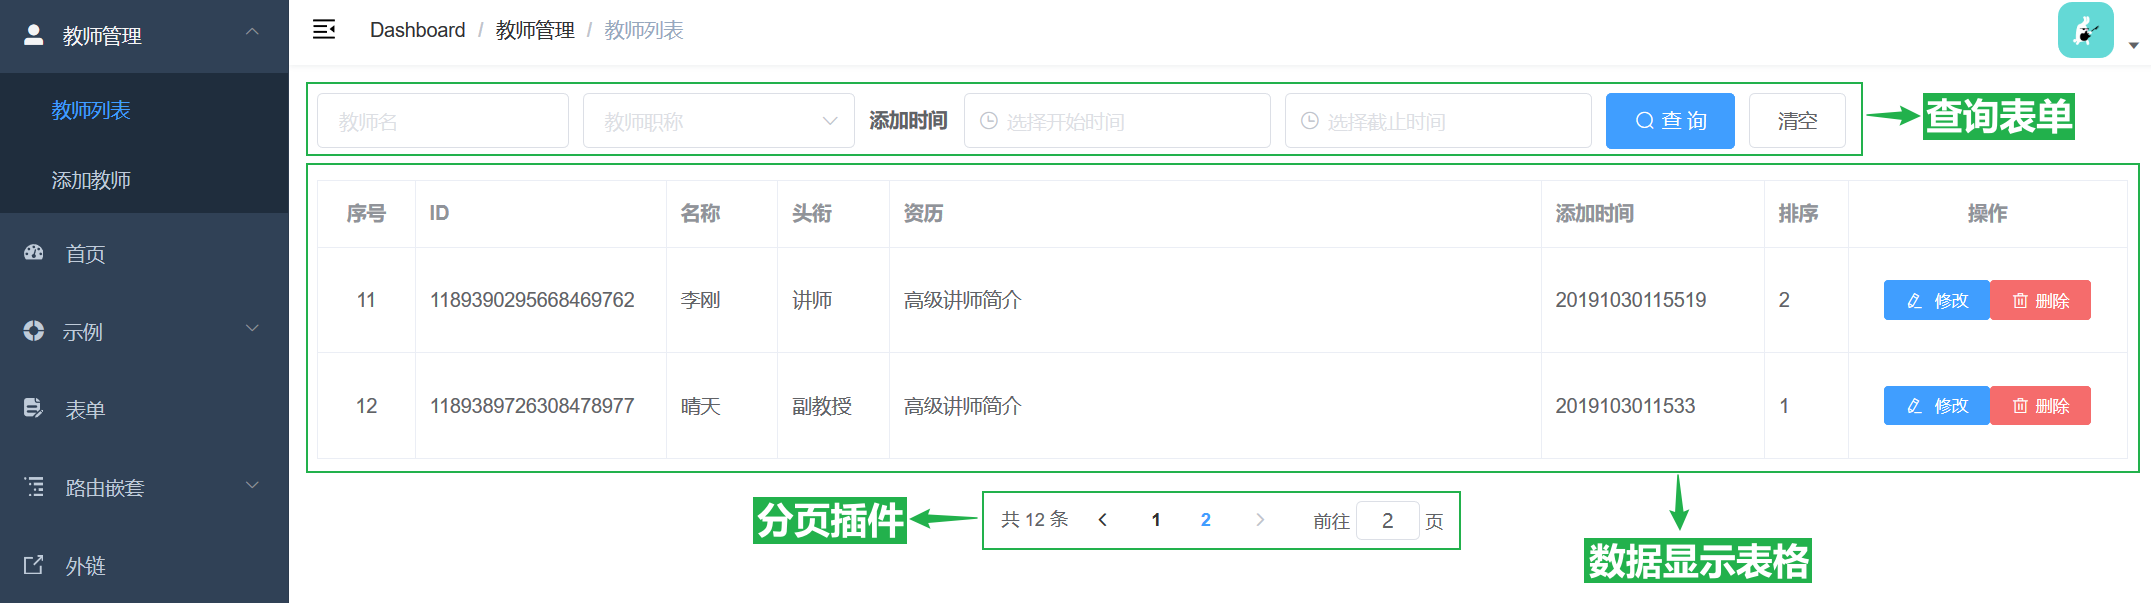 教师管理
教师列表
添加教师
首页
示例
表单
路由嵌套
外链
Dashboard / 教师管理 / 教师列表
教师名 教师职称 添加时间 选择开始时间 选择截止时间 查询 清空
查询表单
序号 ID 名称 头衔 资历 添加时间 排序 操作
11 1189390295668469762 李刚 讲师 高级讲师简介 20191030115519 2 修改 删除
12 1189389726308478977 晴天 副教授 高级讲师简介 2019103011533 1 修改 删除
分页插件
共 12 条 1 2 前往 2 页
数据显示表格